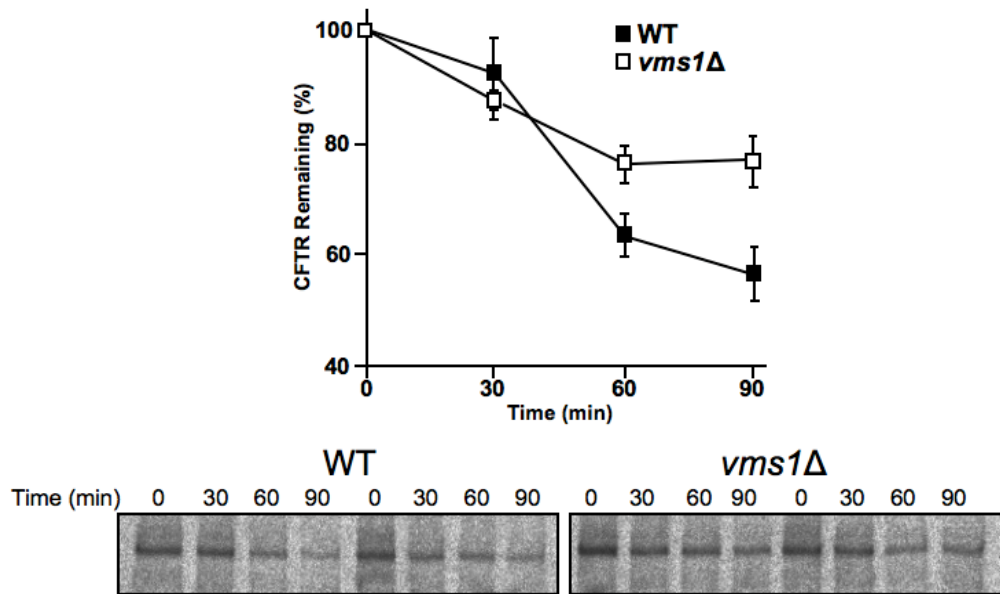 100
80
60
40
CFTR Remaining (%)
WT
vms1Δ
0 30 60 90
Time (min)
WT vms1Δ
Time (min) 0 30 60 90 0 30 60 90 0 30 60 90 0 30 60 90